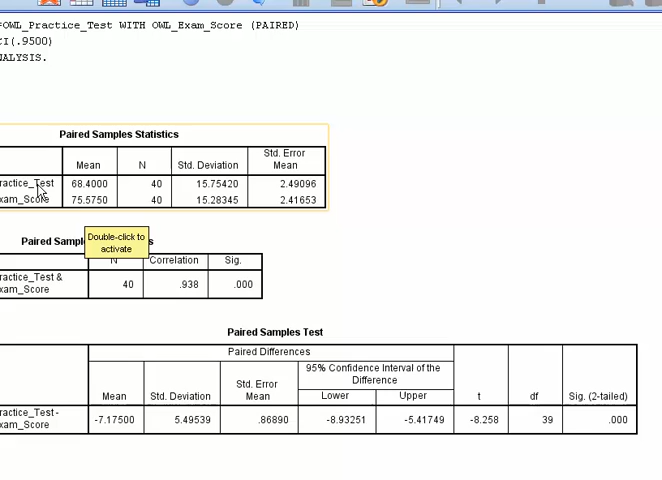 =OWL_Practice_Test WITH OWL_Exam_Score (PAIRED)
CI(.9500)
ALYSIS.
Paired Samples Statistics
Mean N Std. Deviation Std. Error Mean
ractice_Test 68.4000 40 15.75420 2.49096
xam_Score 75.5750 40 15.28345 2.41653
Double-click to
activate
Paired Samp s
N Correlation Sig.
ractice_Test &
xam_Score 40 .938 .000
Paired Samples Test
Paired Differences
95% Confidence Interval of the
Difference
Mean Std. Deviation Std. Error Mean Lower Upper t df Sig. (2-tailed)
ractice_Test -
xam_Score -7.17500 5.49539 .86890 -8.93251 -5.41749 -8.258 39 .000